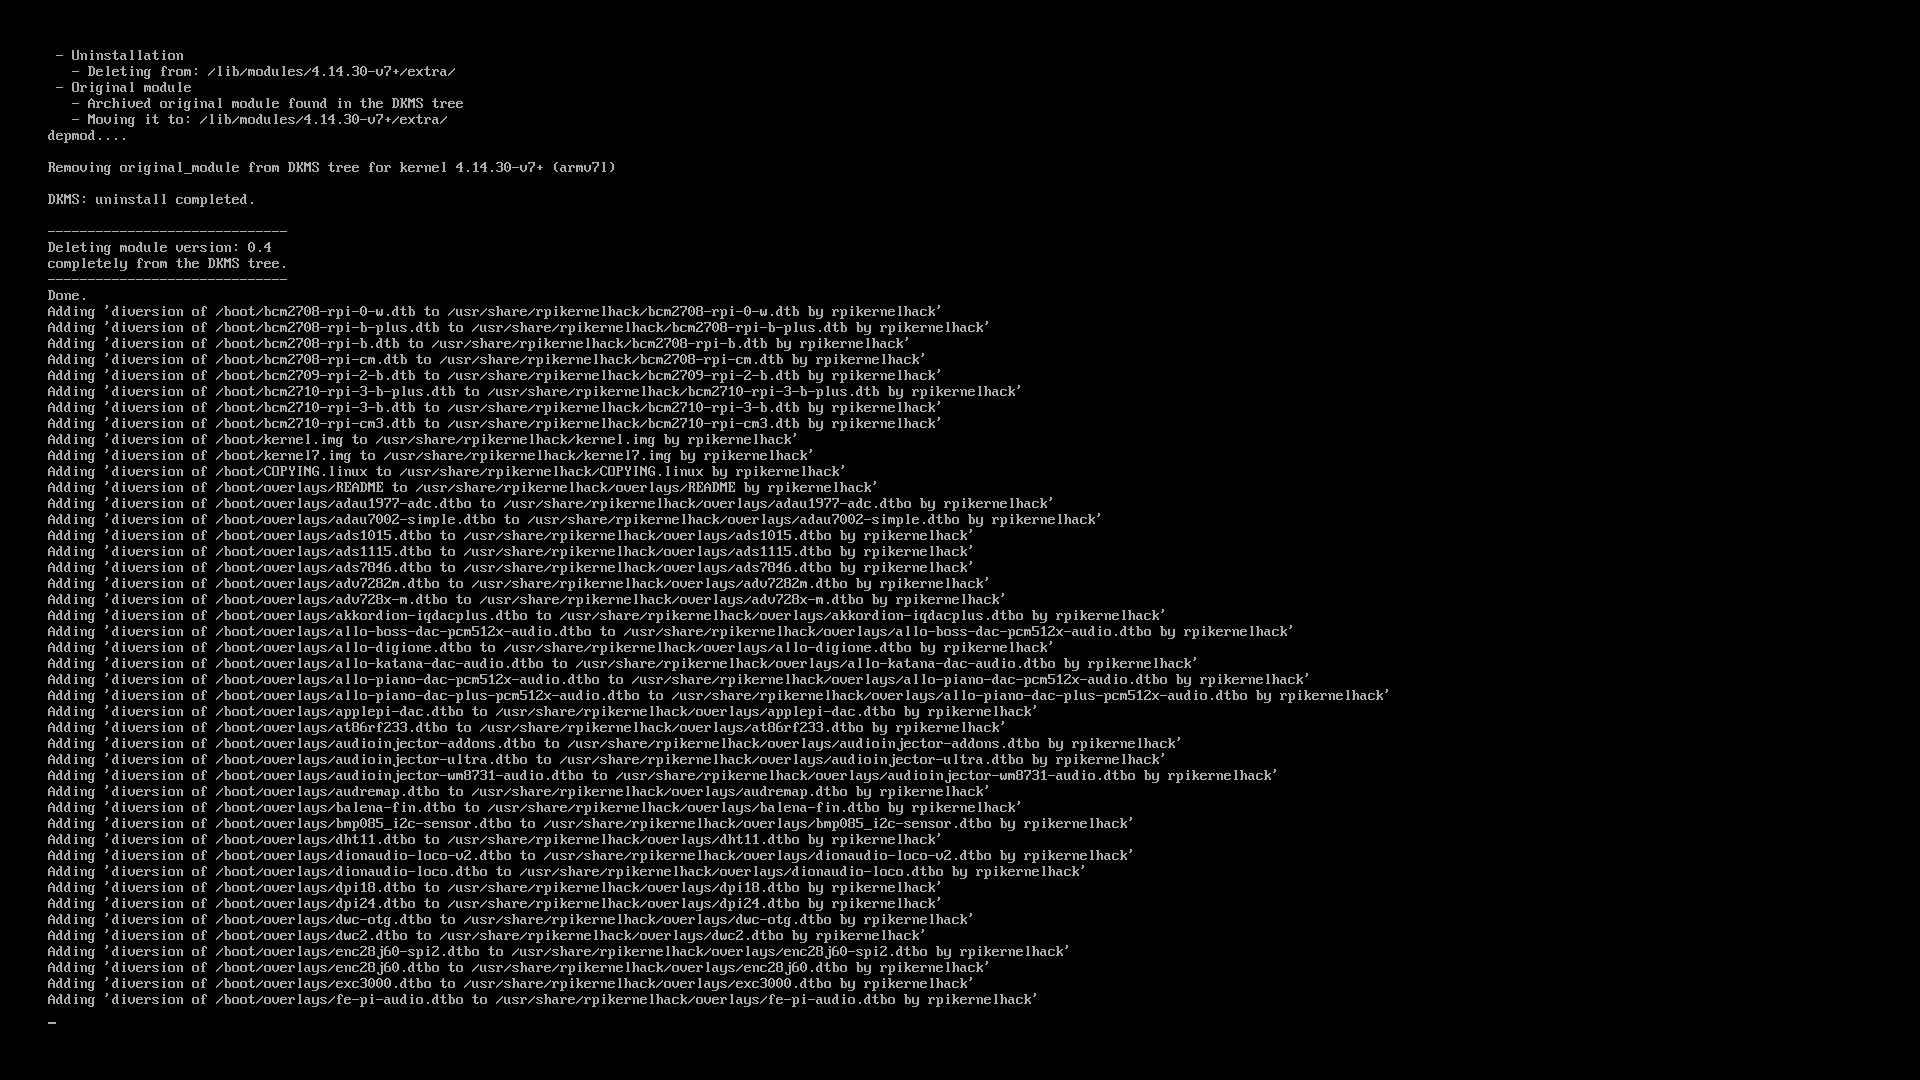 - Uninstallation
- Deleting from: /lib/modules/4.14.30-v7+/extra/
- Original module
- Archived original module found in the DKMS tree
- Moving it to: /lib/modules/4.14.30-v7+/extra/
depmod....
Removing original_module from DKMS tree for kernel 4.14.30-v7+ (armv7l)
DKMS: uninstall completed.
------------------------------
Deleting module version: 0.4
completely from the DKMS tree.
------------------------------
Done.
Adding 'diversion of /boot/bcm2708-rpi-0-w.dtb to /usr/share/rpikernelhack/bcm2708-rpi-0-w.dtb by rpikernelhack'
Adding 'diversion of /boot/bcm2708-rpi-b-plus.dtb to /usr/share/rpikernelhack/bcm2708-rpi-b-plus.dtb by rpikernelhack'
Adding 'diversion of /boot/bcm2708-rpi-b.dtb to /usr/share/rpikernelhack/bcm2708-rpi-b.dtb by rpikernelhack'
Adding 'diversion of /boot/bcm2708-rpi-cm.dtb to /usr/share/rpikernelhack/bcm2708-rpi-cm.dtb by rpikernelhack'
Adding 'diversion of /boot/bcm2709-rpi-2-b.dtb to /usr/share/rpikernelhack/bcm2709-rpi-2-b.dtb by rpikernelhack'
Adding 'diversion of /boot/bcm2710-rpi-3-b-plus.dtb to /usr/share/rpikernelhack/bcm2710-rpi-3-b-plus.dtb by rpikernelhack'
Adding 'diversion of /boot/bcm2710-rpi-3-b.dtb to /usr/share/rpikernelhack/bcm2710-rpi-3-b.dtb by rpikernelhack'
Adding 'diversion of /boot/bcm2710-rpi-cm3.dtb to /usr/share/rpikernelhack/bcm2710-rpi-cm3.dtb by rpikernelhack'
Adding 'diversion of /boot/kernel.img to /usr/share/rpikernelhack/kernel.img by rpikernelhack'
Adding 'diversion of /boot/kernel7.img to /usr/share/rpikernelhack/kernel7.img by rpikernelhack'
Adding 'diversion of /boot/COPYING.linux to /usr/share/rpikernelhack/COPYING.linux by rpikernelhack'
Adding 'diversion of /boot/overlays/README to /usr/share/rpikernelhack/overlays/README by rpikernelhack'
Adding 'diversion of /boot/overlays/adau1977-adc.dtbo to /usr/share/rpikernelhack/overlays/adau1977-adc.dtbo by rpikernelhack'
Adding 'diversion of /boot/overlays/adau7002-simple.dtbo to /usr/share/rpikernelhack/overlays/adau7002-simple.dtbo by rpikernelhack'
Adding 'diversion of /boot/overlays/ads1015.dtbo to /usr/share/rpikernelhack/overlays/ads1015.dtbo by rpikernelhack'
Adding 'diversion of /boot/overlays/ads1115.dtbo to /usr/share/rpikernelhack/overlays/ads1115.dtbo by rpikernelhack'
Adding 'diversion of /boot/overlays/ads7846.dtbo to /usr/share/rpikernelhack/overlays/ads7846.dtbo by rpikernelhack'
Adding 'diversion of /boot/overlays/adv7282m.dtbo to /usr/share/rpikernelhack/overlays/adv7282m.dtbo by rpikernelhack'
Adding 'diversion of /boot/overlays/adv728x-m.dtbo to /usr/share/rpikernelhack/overlays/adv728x-m.dtbo by rpikernelhack'
Adding 'diversion of /boot/overlays/akkordion-iqdacplus.dtbo to /usr/share/rpikernelhack/overlays/akkordion-iqdacplus.dtbo by rpikernelhack'
Adding 'diversion of /boot/overlays/allo-boss-dac-pcm512x-audio.dtbo to /usr/share/rpikernelhack/overlays/allo-boss-dac-pcm512x-audio.dtbo by rpikernelhack'
Adding 'diversion of /boot/overlays/allo-digione.dtbo to /usr/share/rpikernelhack/overlays/allo-digione.dtbo by rpikernelhack'
Adding 'diversion of /boot/overlays/allo-katana-dac-audio.dtbo to /usr/share/rpikernelhack/overlays/allo-katana-dac-audio.dtbo by rpikernelhack'
Adding 'diversion of /boot/overlays/allo-piano-dac-pcm512x-audio.dtbo to /usr/share/rpikernelhack/overlays/allo-piano-dac-pcm512x-audio.dtbo by rpikernelhack'
Adding 'diversion of /boot/overlays/allo-piano-dac-plus-pcm512x-audio.dtbo to /usr/share/rpikernelhack/overlays/allo-piano-dac-plus-pcm512x-audio.dtbo by rpikernelhack'
Adding 'diversion of /boot/overlays/applepi-dac.dtbo to /usr/share/rpikernelhack/overlays/applepi-dac.dtbo by rpikernelhack'
Adding 'diversion of /boot/overlays/at86rf233.dtbo to /usr/share/rpikernelhack/overlays/at86rf233.dtbo by rpikernelhack'
Adding 'diversion of /boot/overlays/audioinjector-addons.dtbo to /usr/share/rpikernelhack/overlays/audioinjector-addons.dtbo by rpikernelhack'
Adding 'diversion of /boot/overlays/audioinjector-ultra.dtbo to /usr/share/rpikernelhack/overlays/audioinjector-ultra.dtbo by rpikernelhack'
Adding 'diversion of /boot/overlays/audioinjector-wm8731-audio.dtbo to /usr/share/rpikernelhack/overlays/audioinjector-wm8731-audio.dtbo by rpikernelhack'
Adding 'diversion of /boot/overlays/audremap.dtbo to /usr/share/rpikernelhack/overlays/audremap.dtbo by rpikernelhack'
Adding 'diversion of /boot/overlays/balena-fin.dtbo to /usr/share/rpikernelhack/overlays/balena-fin.dtbo by rpikernelhack'
Adding 'diversion of /boot/overlays/bmp085_i2c-sensor.dtbo to /usr/share/rpikernelhack/overlays/bmp085_i2c-sensor.dtbo by rpikernelhack'
Adding 'diversion of /boot/overlays/dht11.dtbo to /usr/share/rpikernelhack/overlays/dht11.dtbo by rpikernelhack'
Adding 'diversion of /boot/overlays/dionaudio-loco-v2.dtbo to /usr/share/rpikernelhack/overlays/dionaudio-loco-v2.dtbo by rpikernelhack'
Adding 'diversion of /boot/overlays/dionaudio-loco.dtbo to /usr/share/rpikernelhack/overlays/dionaudio-loco.dtbo by rpikernelhack'
Adding 'diversion of /boot/overlays/dpi18.dtbo to /usr/share/rpikernelhack/overlays/dpi18.dtbo by rpikernelhack'
Adding 'diversion of /boot/overlays/dpi24.dtbo to /usr/share/rpikernelhack/overlays/dpi24.dtbo by rpikernelhack'
Adding 'diversion of /boot/overlays/dwc-otg.dtbo to /usr/share/rpikernelhack/overlays/dwc-otg.dtbo by rpikernelhack'
Adding 'diversion of /boot/overlays/dwc2.dtbo to /usr/share/rpikernelhack/overlays/dwc2.dtbo by rpikernelhack'
Adding 'diversion of /boot/overlays/enc28j60-spi2.dtbo to /usr/share/rpikernelhack/overlays/enc28j60-spi2.dtbo by rpikernelhack'
Adding 'diversion of /boot/overlays/enc28j60.dtbo to /usr/share/rpikernelhack/overlays/enc28j60.dtbo by rpikernelhack'
Adding 'diversion of /boot/overlays/exc3000.dtbo to /usr/share/rpikernelhack/overlays/exc3000.dtbo by rpikernelhack'
Adding 'diversion of /boot/overlays/fe-pi-audio.dtbo to /usr/share/rpikernelhack/overlays/fe-pi-audio.dtbo by rpikernelhack'
_